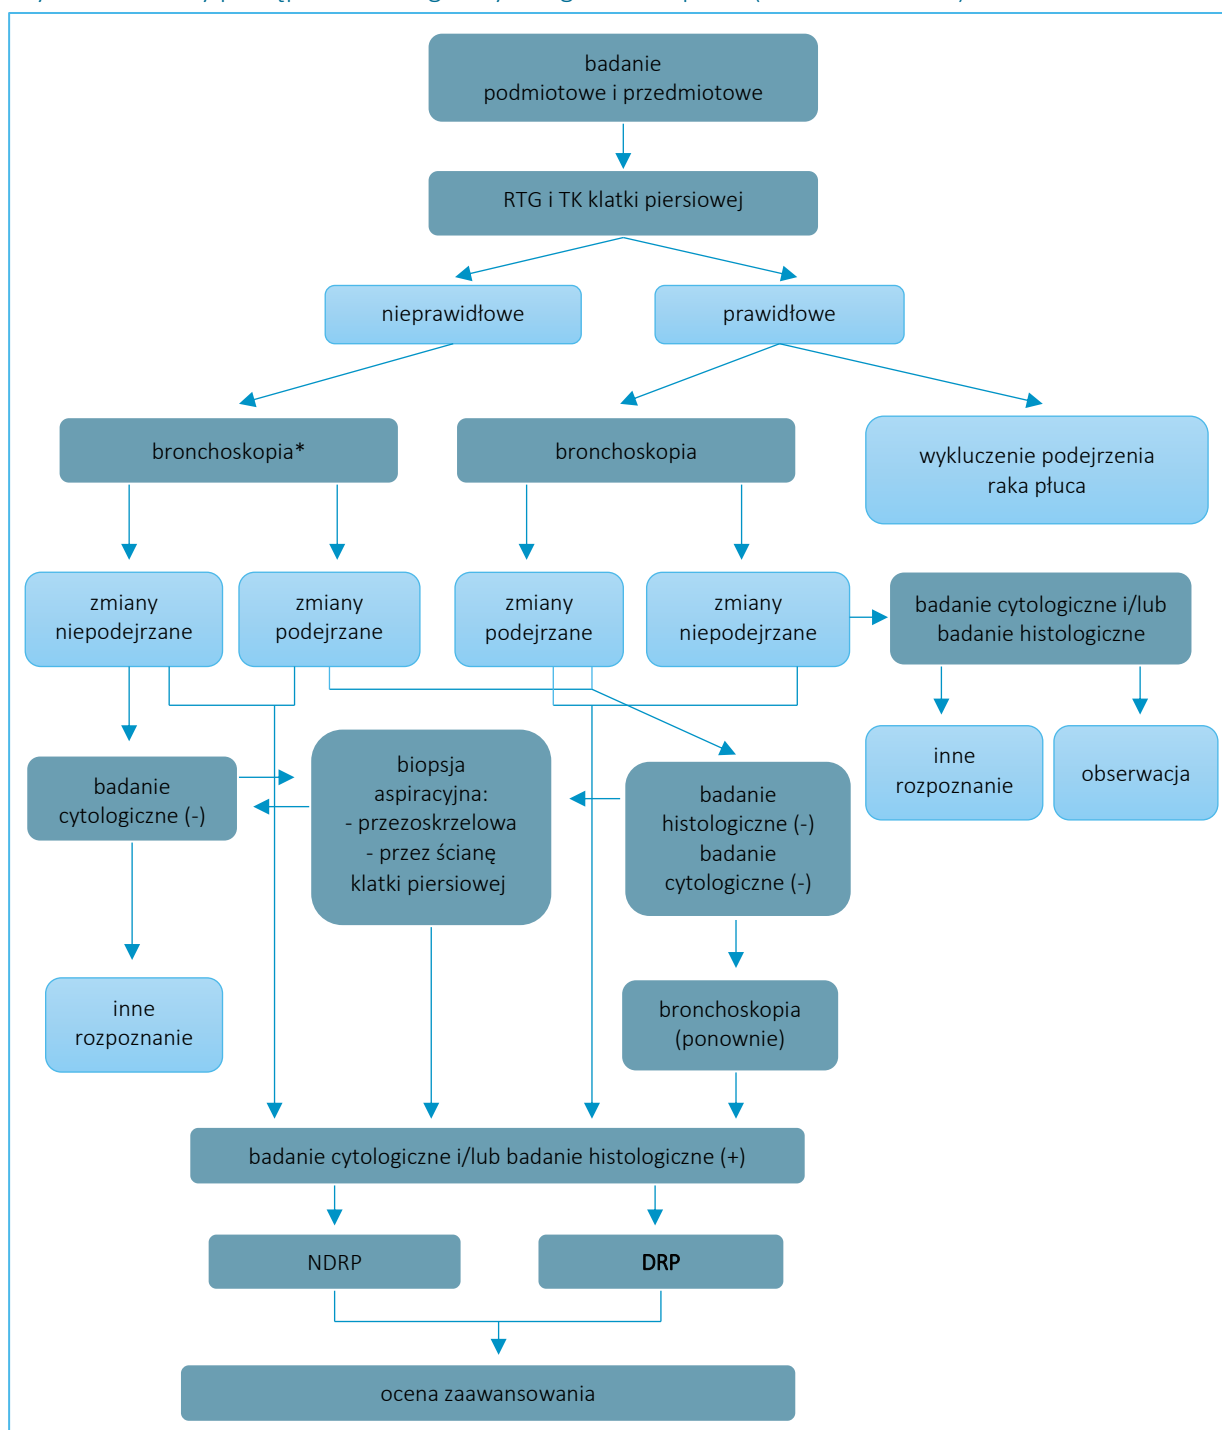 badanie
podmiotowe i przedmiotowe
RTG i TK klatki piersiowej
nieprawidłowe
prawidłowe
bronchoskopia*
bronchoskopia
wykluczenie podejrzenia
raka płuca
zmiany
niepodejrzane
zmiany
podejrzane
zmiany
podejrzane
zmiany
niepodejrzane
badanie cytologiczne i/lub
badanie histologiczne
badanie
cytologiczne (-)
biopsja
aspiracyjna:
- przezoskrzelowa
- przez ścianę
klatki piersiowej
badanie
histologiczne (-)
badanie
cytologiczne (-)
inne
rozpoznanie
obserwacja
inne
rozpoznanie
bronchoskopia
(ponownie)
badanie cytologiczne i/lub badanie histologiczne (+)
NDRP
DRP
ocena zaawansowania